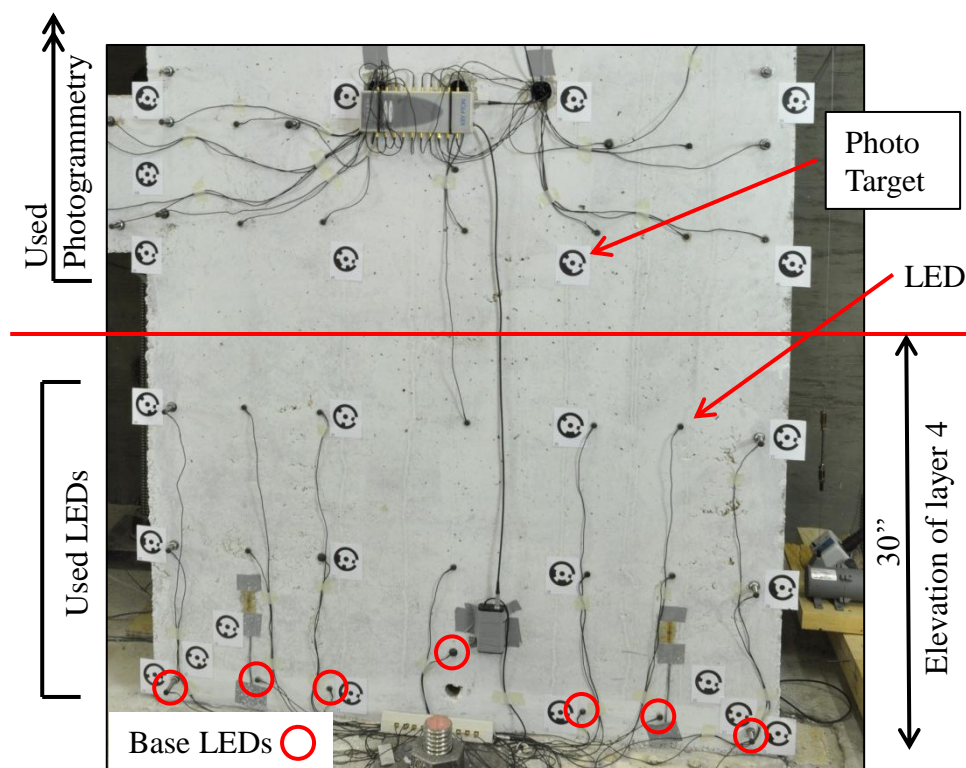 Used
Photogrammetry
Photo
Target
LED
Used LEDs
30”
Elevation of layer 4
Base LEDs